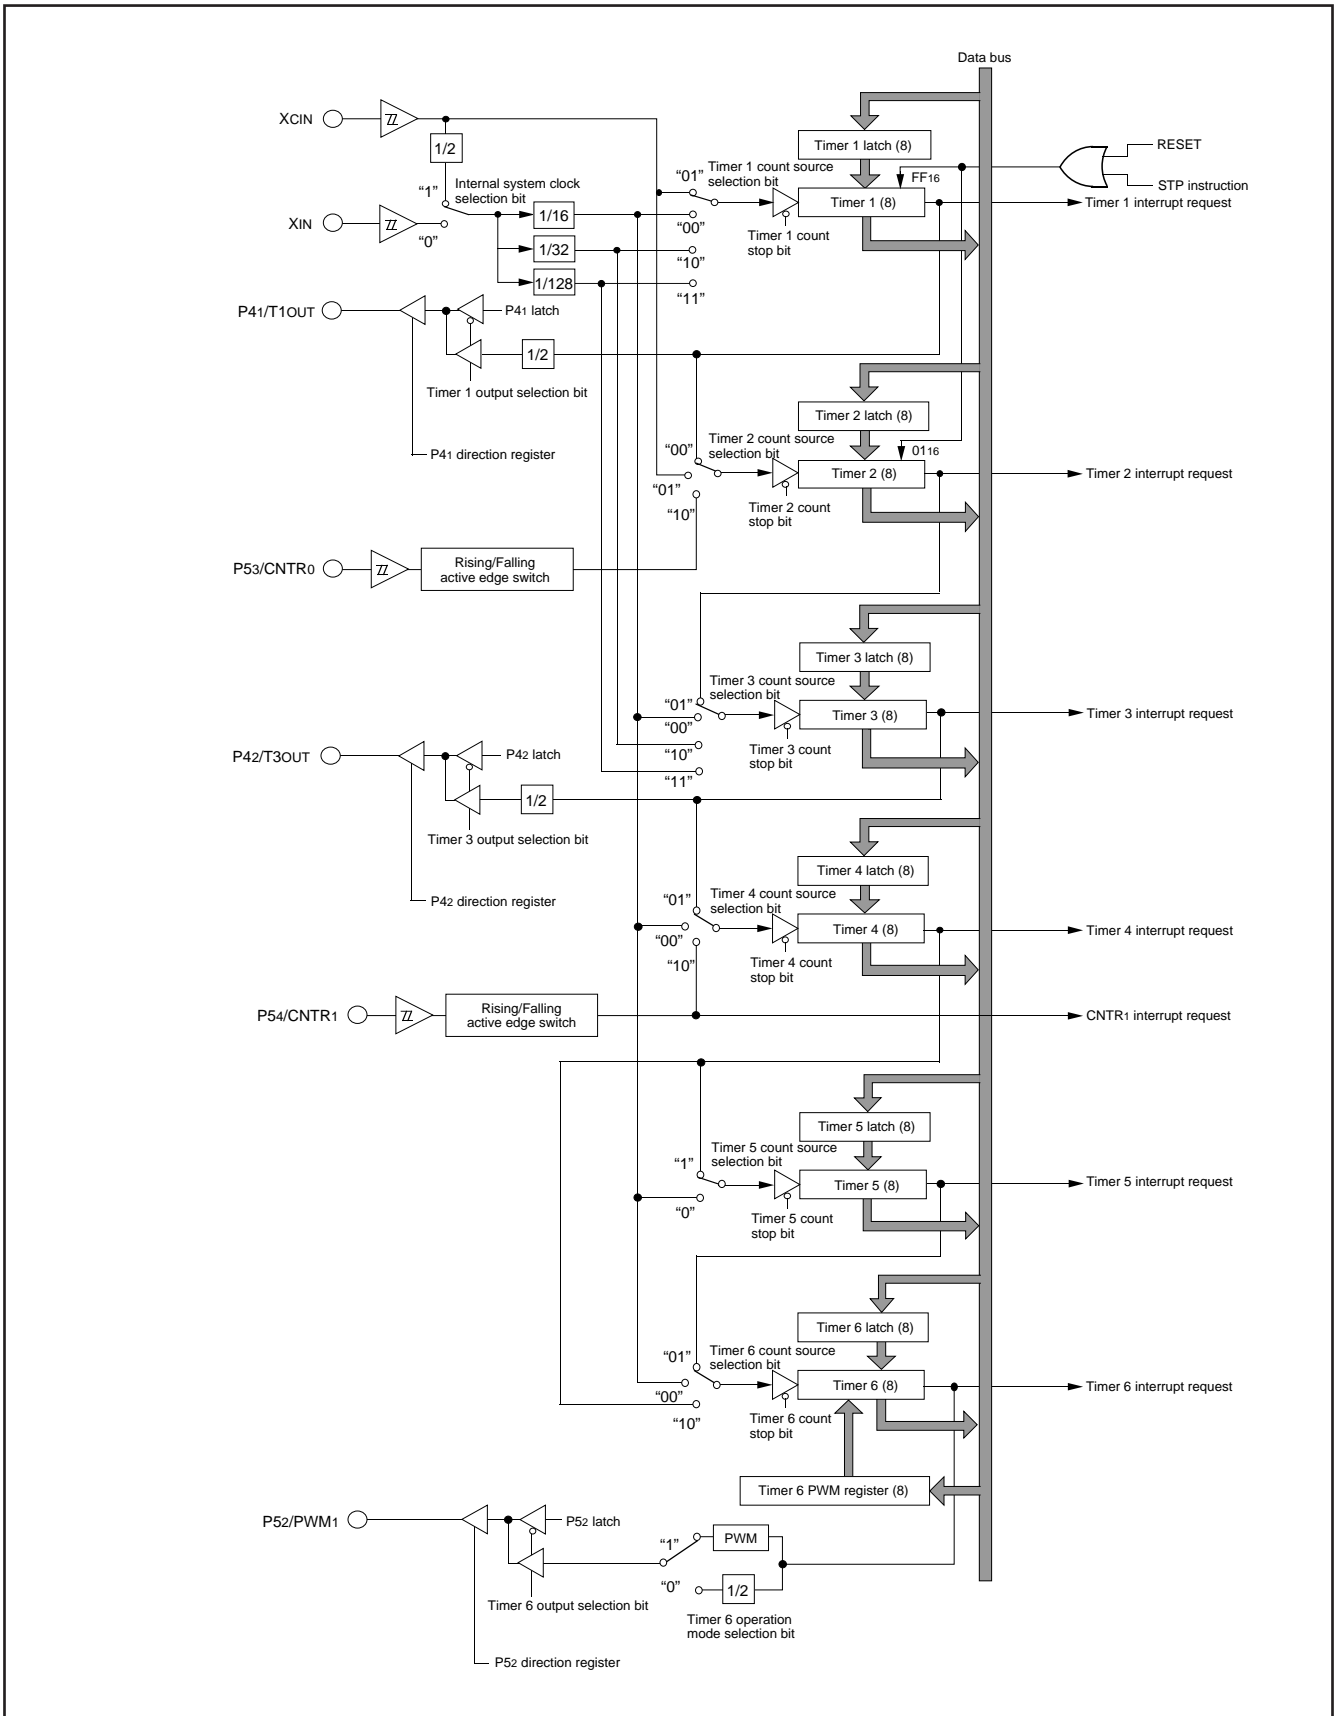 Data bus
XCIN
1/2
Timer 1 latch (8)
RESET
STP instruction
FF16
"01"
Timer 1 count source
selection bit
Timer 1 (8)
Timer 1 interrupt request
"1"
Internal system clock
selection bit
XIN
"0"
1/16
"00"
Timer 1 count
stop bit
1/32
"10"
1/128
"11"
P41/T1OUT
P41 latch
1/2
Timer 1 output selection bit
P41 direction register
Timer 2 latch (8)
0116
"00"
Timer 2 count source
selection bit
Timer 2 (8)
Timer 2 interrupt request
"01"
"10"
Timer 2 count
stop bit
P53/CNTR0
Rising/Falling
active edge switch
Timer 3 latch (8)
"01"
Timer 3 count source
selection bit
Timer 3 (8)
Timer 3 interrupt request
"00"
"10"
"11"
Timer 3 count
stop bit
P42/T3OUT
P42 latch
1/2
Timer 3 output selection bit
P42 direction register
Timer 4 latch (8)
"01"
Timer 4 count source
selection bit
Timer 4 (8)
Timer 4 interrupt request
"00"
"10"
Timer 4 count
stop bit
P54/CNTR1
Rising/Falling
active edge switch
CNTR1 interrupt request
Timer 5 latch (8)
"1"
Timer 5 count source
selection bit
Timer 5 (8)
Timer 5 interrupt request
"0"
Timer 5 count
stop bit
Timer 6 latch (8)
"01"
Timer 6 count source
selection bit
Timer 6 (8)
Timer 6 interrupt request
"00"
"10"
Timer 6 count
stop bit
Timer 6 PWM register (8)
P52/PWM1
P52 latch
"1"
PWM
"0"
1/2
Timer 6 output selection bit
Timer 6 operation
mode selection bit
P52 direction register